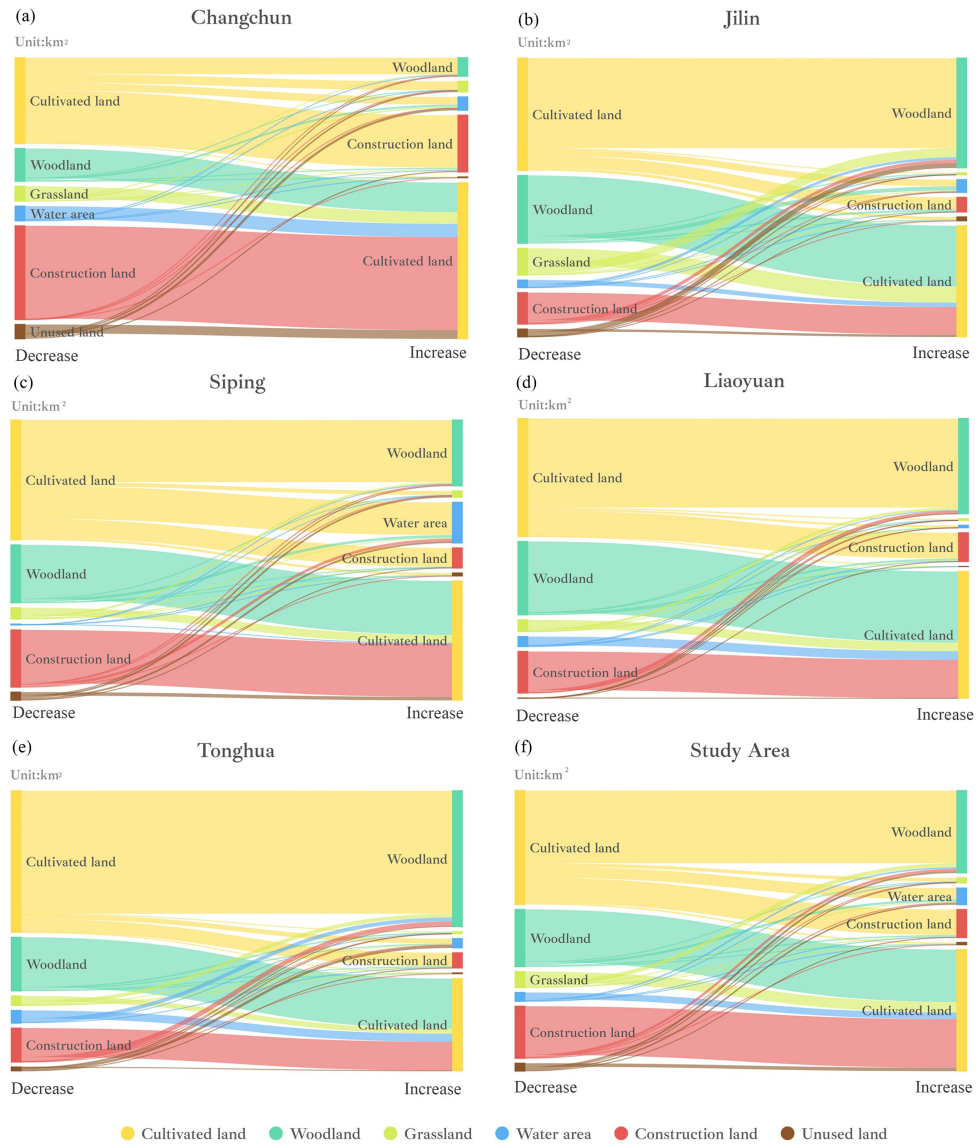 (a) Changchun
Unit:km²
Cultivated land
Woodland
Grassland
Water area
Construction land
Unused land
Woodland
Construction land
Cultivated land
Decrease
Increase
(b) Jilin
Unit:km²
Cultivated land
Woodland
Grassland
Construction land
Woodland
Construction land
Cultivated land
Decrease
Increase
(c) Siping
Unit:km²
Cultivated land
Woodland
Construction land
Woodland
Water area
Construction land
Cultivated land
Decrease
Increase
(d) Liaoyuan
Unit:km²
Cultivated land
Woodland
Construction land
Woodland
Construction land
Cultivated land
Decrease
Increase
(e) Tonghua
Unit:km²
Cultivated land
Woodland
Construction land
Woodland
Construction land
Cultivated land
Decrease
Increase
(f) Study Area
Unit:km²
Cultivated land
Woodland
Grassland
Construction land
Woodland
Water area
Construction land
Cultivated land
Decrease
Increase
Cultivated land Woodland Grassland Water area Construction land Unused land